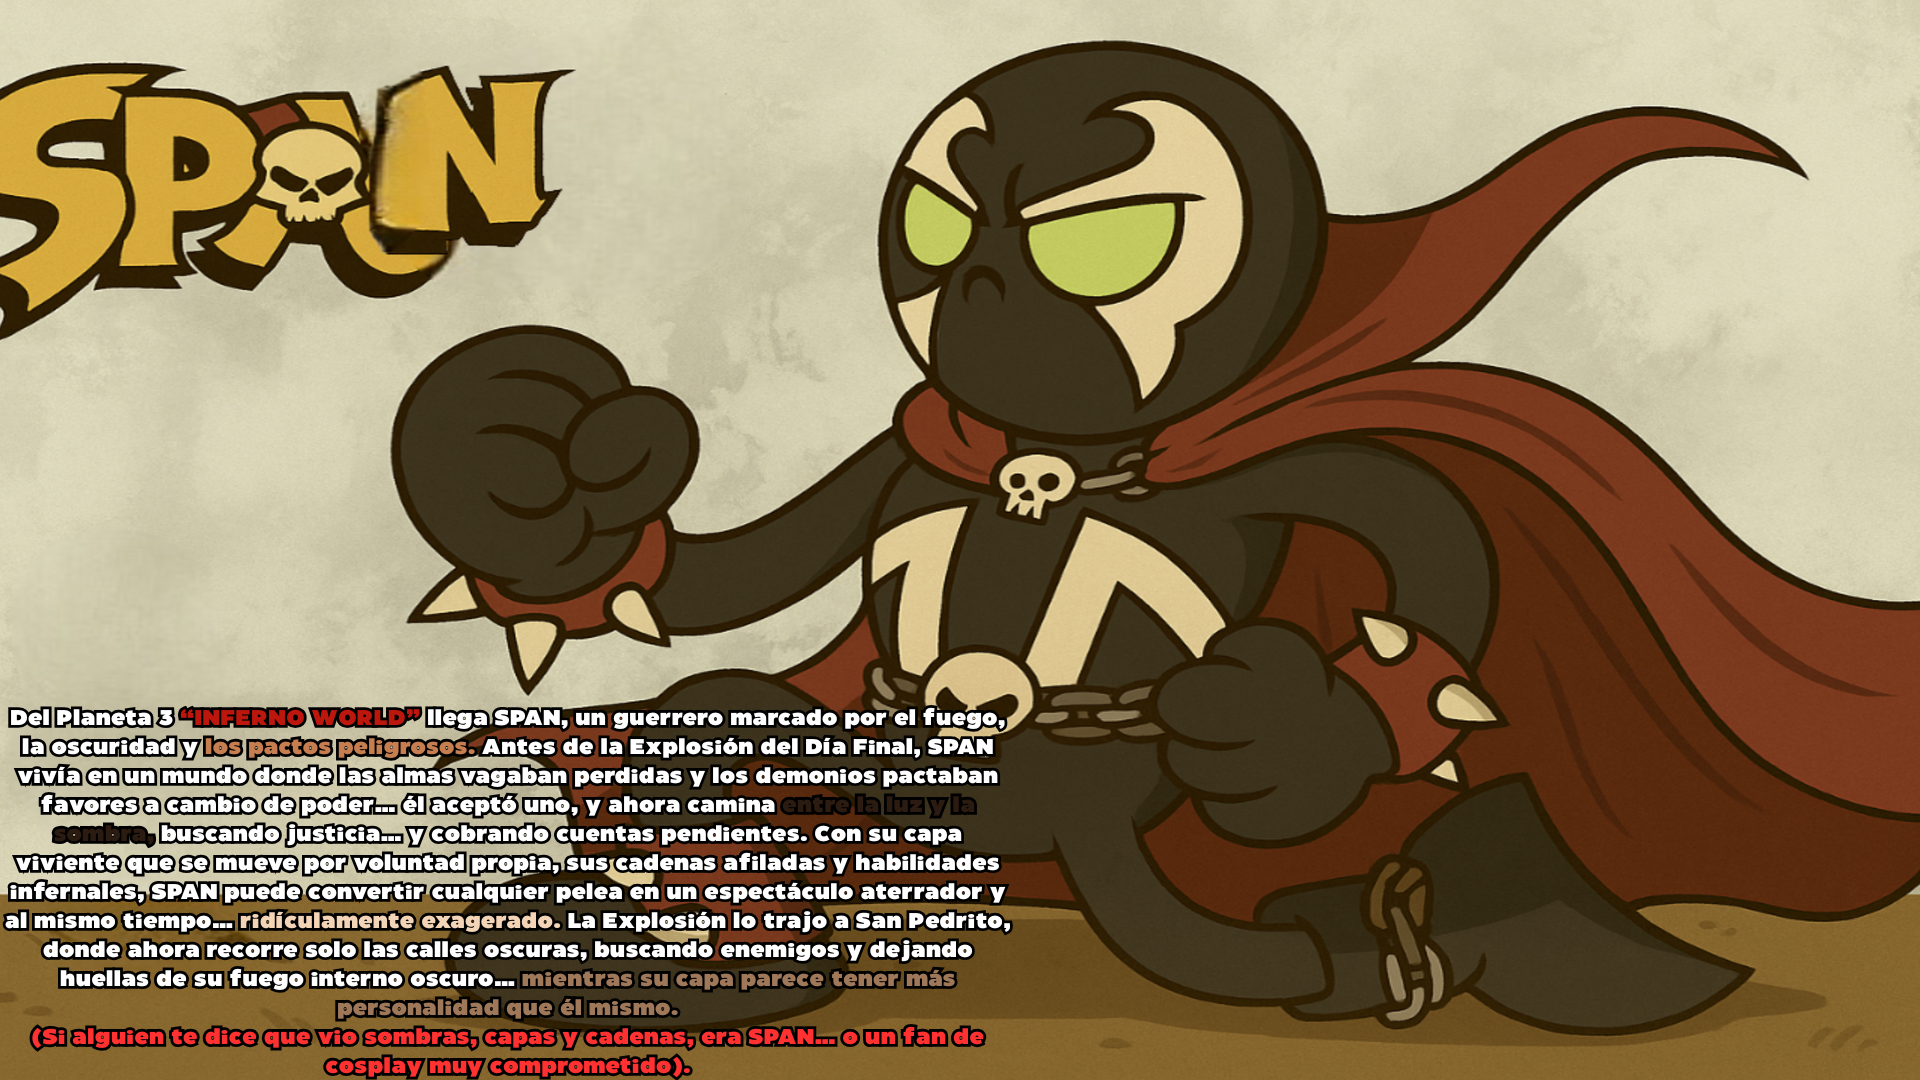 SPAN
Del Planeta 3 “INFERNO WORLD” llega SPAN, un guerrero marcado por el fuego,
la oscuridad y los pactos peligrosos. Antes de la Explosión del Día Final, SPAN
vivía en un mundo donde las almas vagaban perdidas y los demonios pactaban
favores a cambio de poder... él aceptó uno, y ahora camina entre la luz y la
sombra, buscando justicia... y cobrando cuentas pendientes. Con su capa
viviente que se mueve por voluntad propia, sus cadenas afiladas y habilidades
infernales, SPAN puede convertir cualquier pelea en un espectáculo aterrador y
al mismo tiempo... ridículamente exagerado. La Explosión lo trajo a San Pedrito,
donde ahora recorre solo las calles oscuras, buscando enemigos y dejando
huellas de su fuego interno oscuro... mientras su capa parece tener más
personalidad que él mismo.
(Si alguien te dice que vio sombras, capas y cadenas, era SPAN... o un fan de
cosplay muy comprometido).